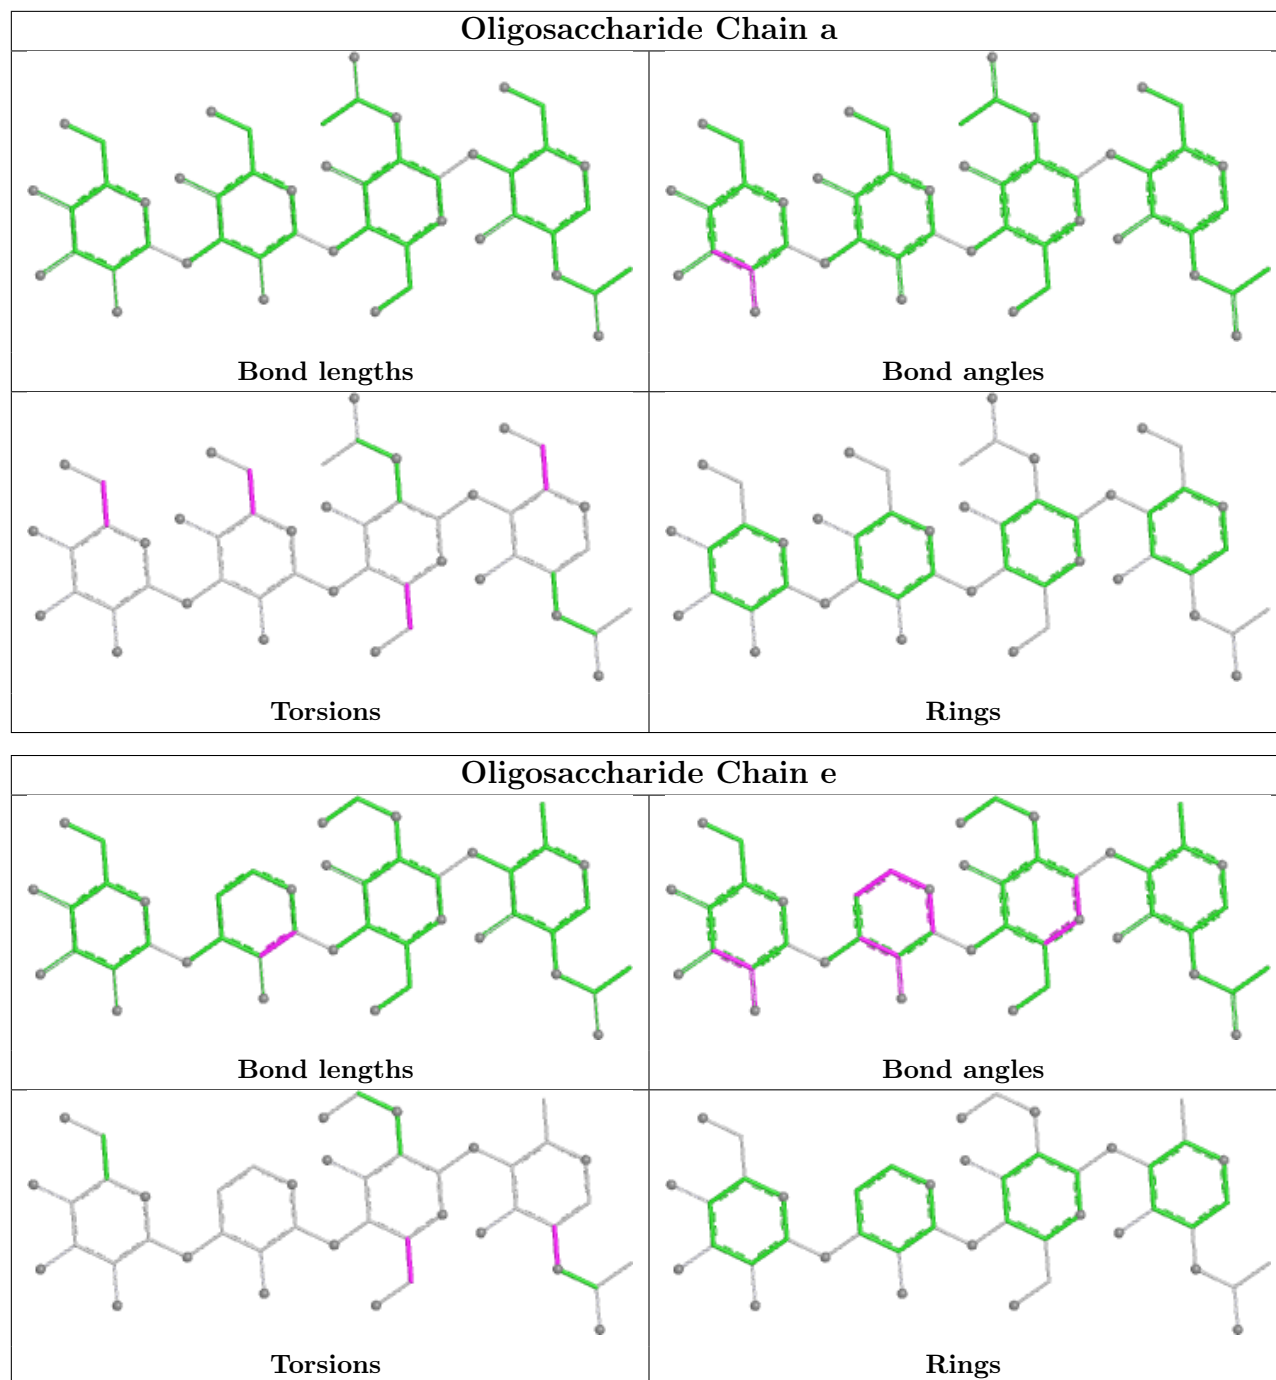 Oligosaccharide Chain a
Bond lengths
Bond angles
Torsions
Rings
Oligosaccharide Chain e
Bond lengths
Bond angles
Torsions
Rings